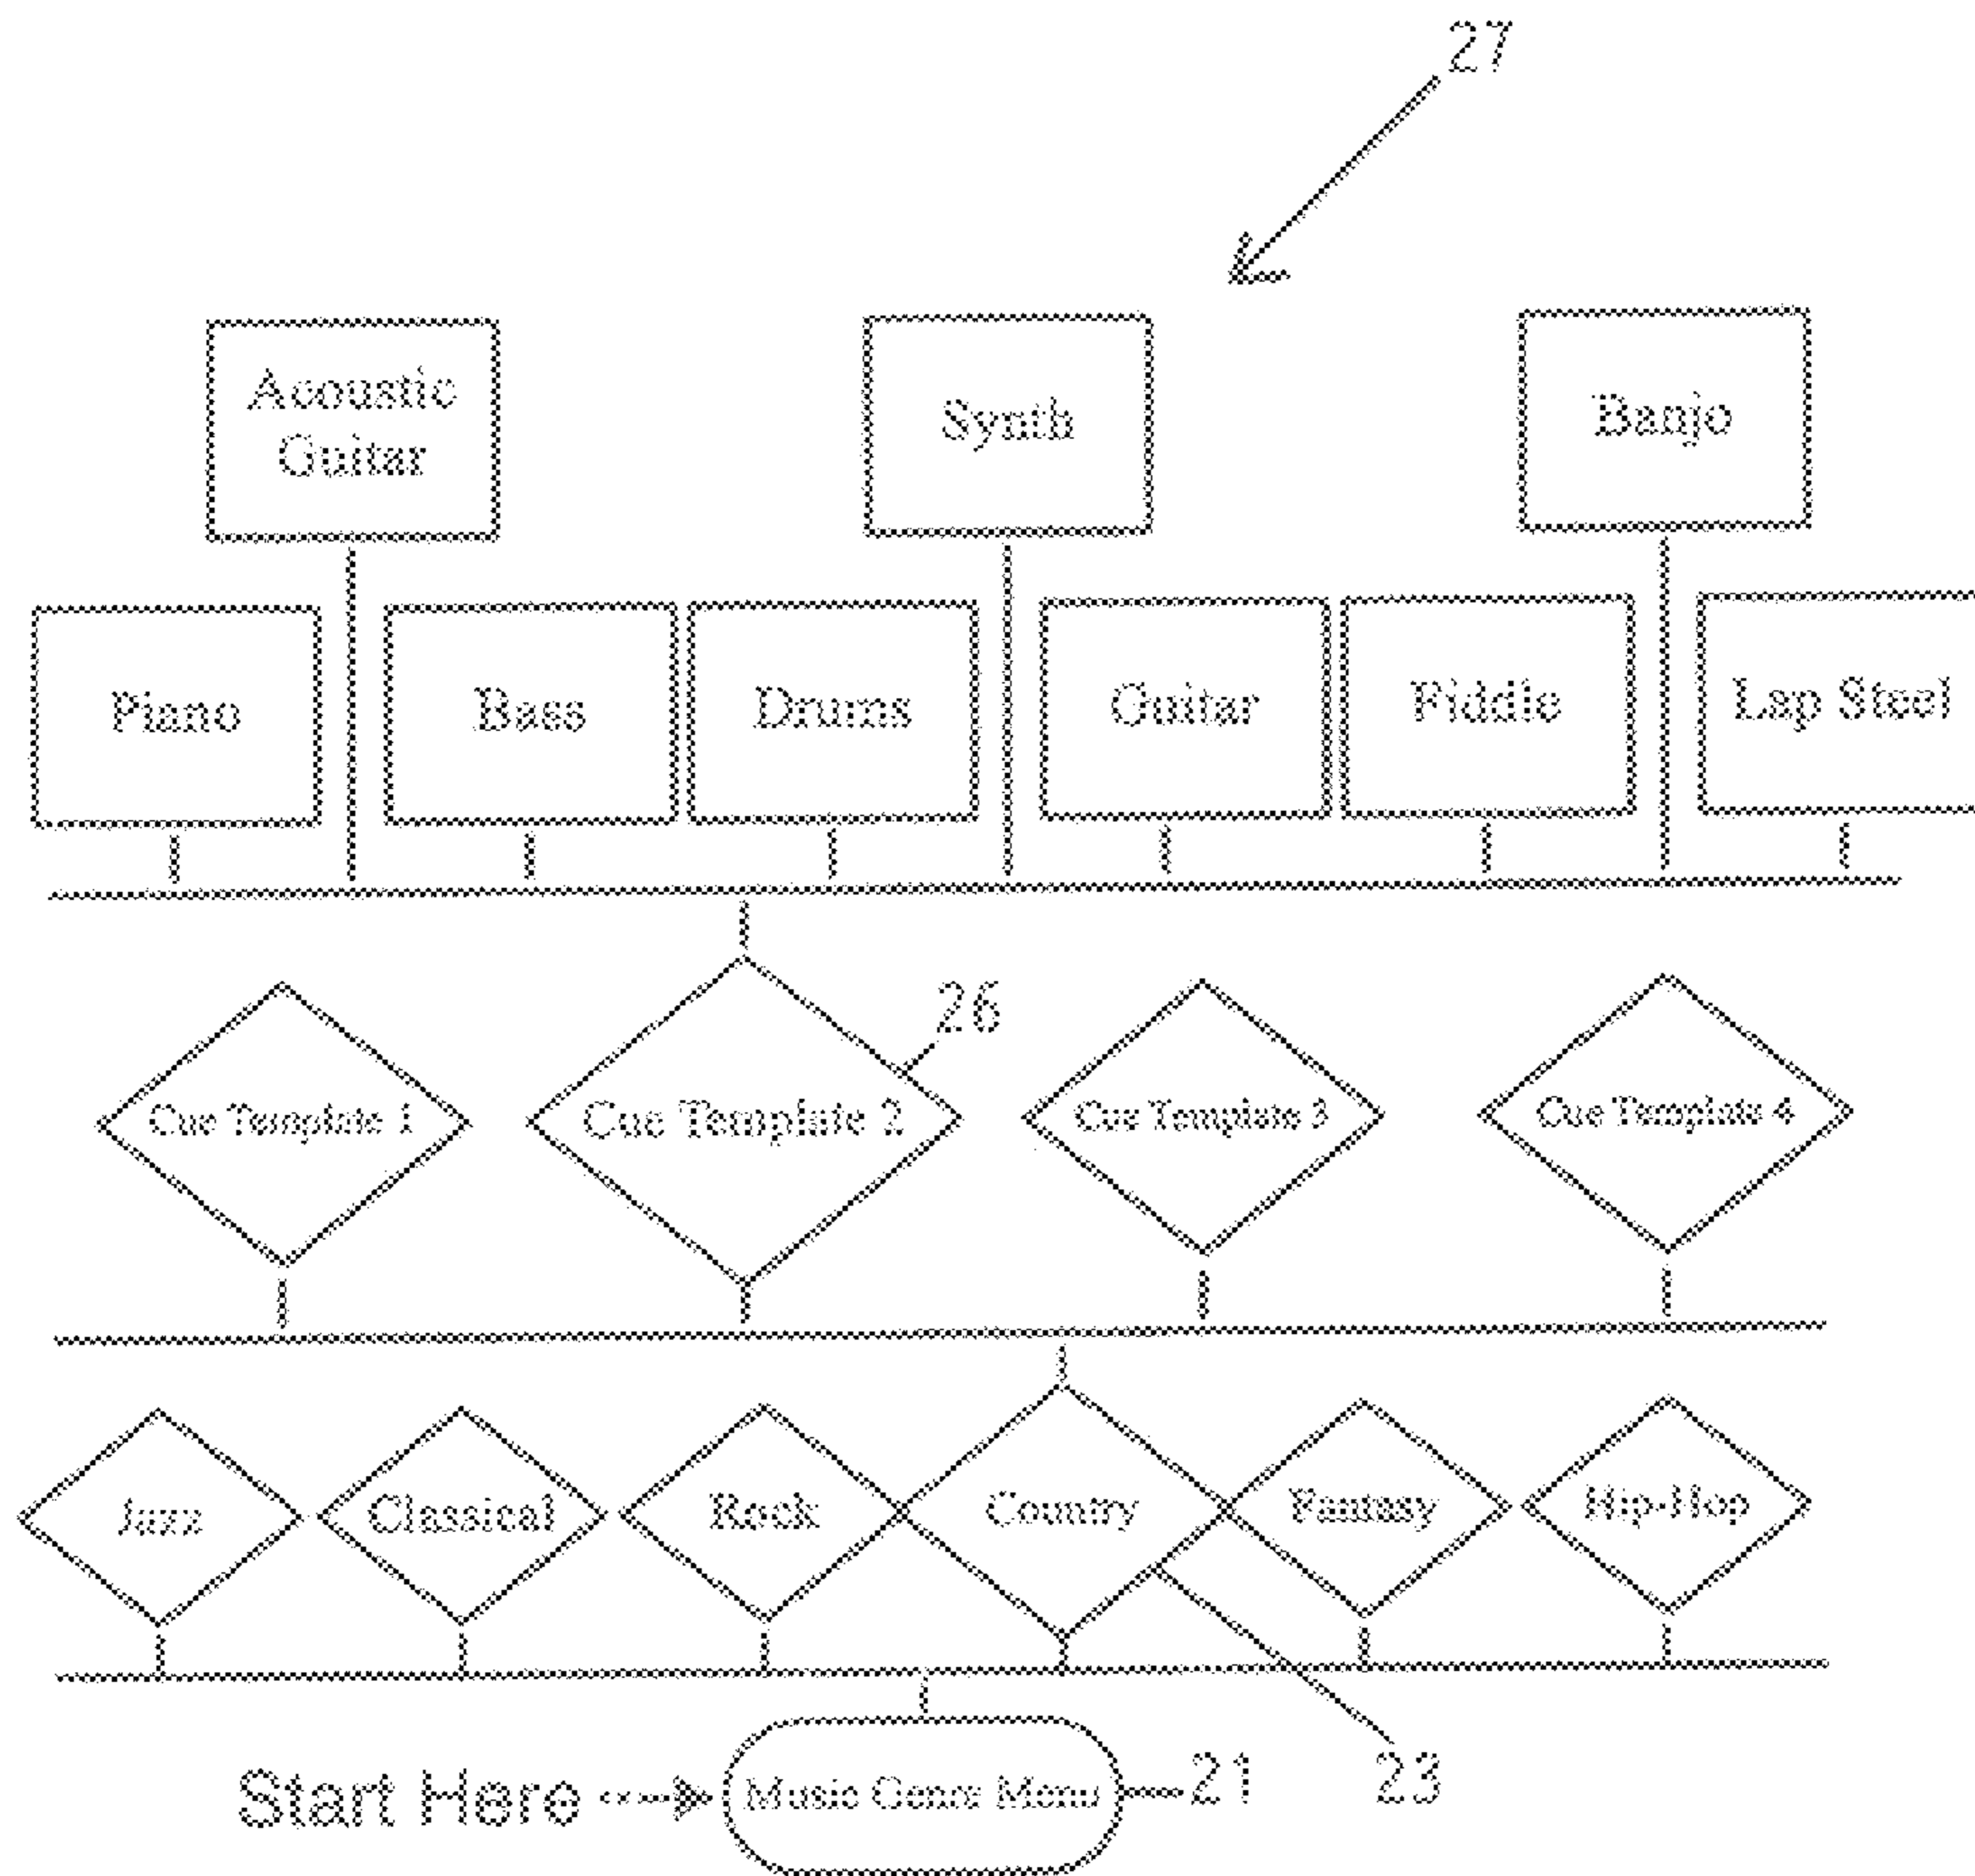 27
Acoustic
Guitar
Synth
Banjo
Piano
Bass
Drums
Guitar
Fiddle
Lap Steel
26
Cue Template 1
Cue Template 2
Cue Template 3
Cue Template 4
Jazz
Classical
Rock
Country
Fantasy
Hip-Hop
Start Here
Music Genre Menu
21
23